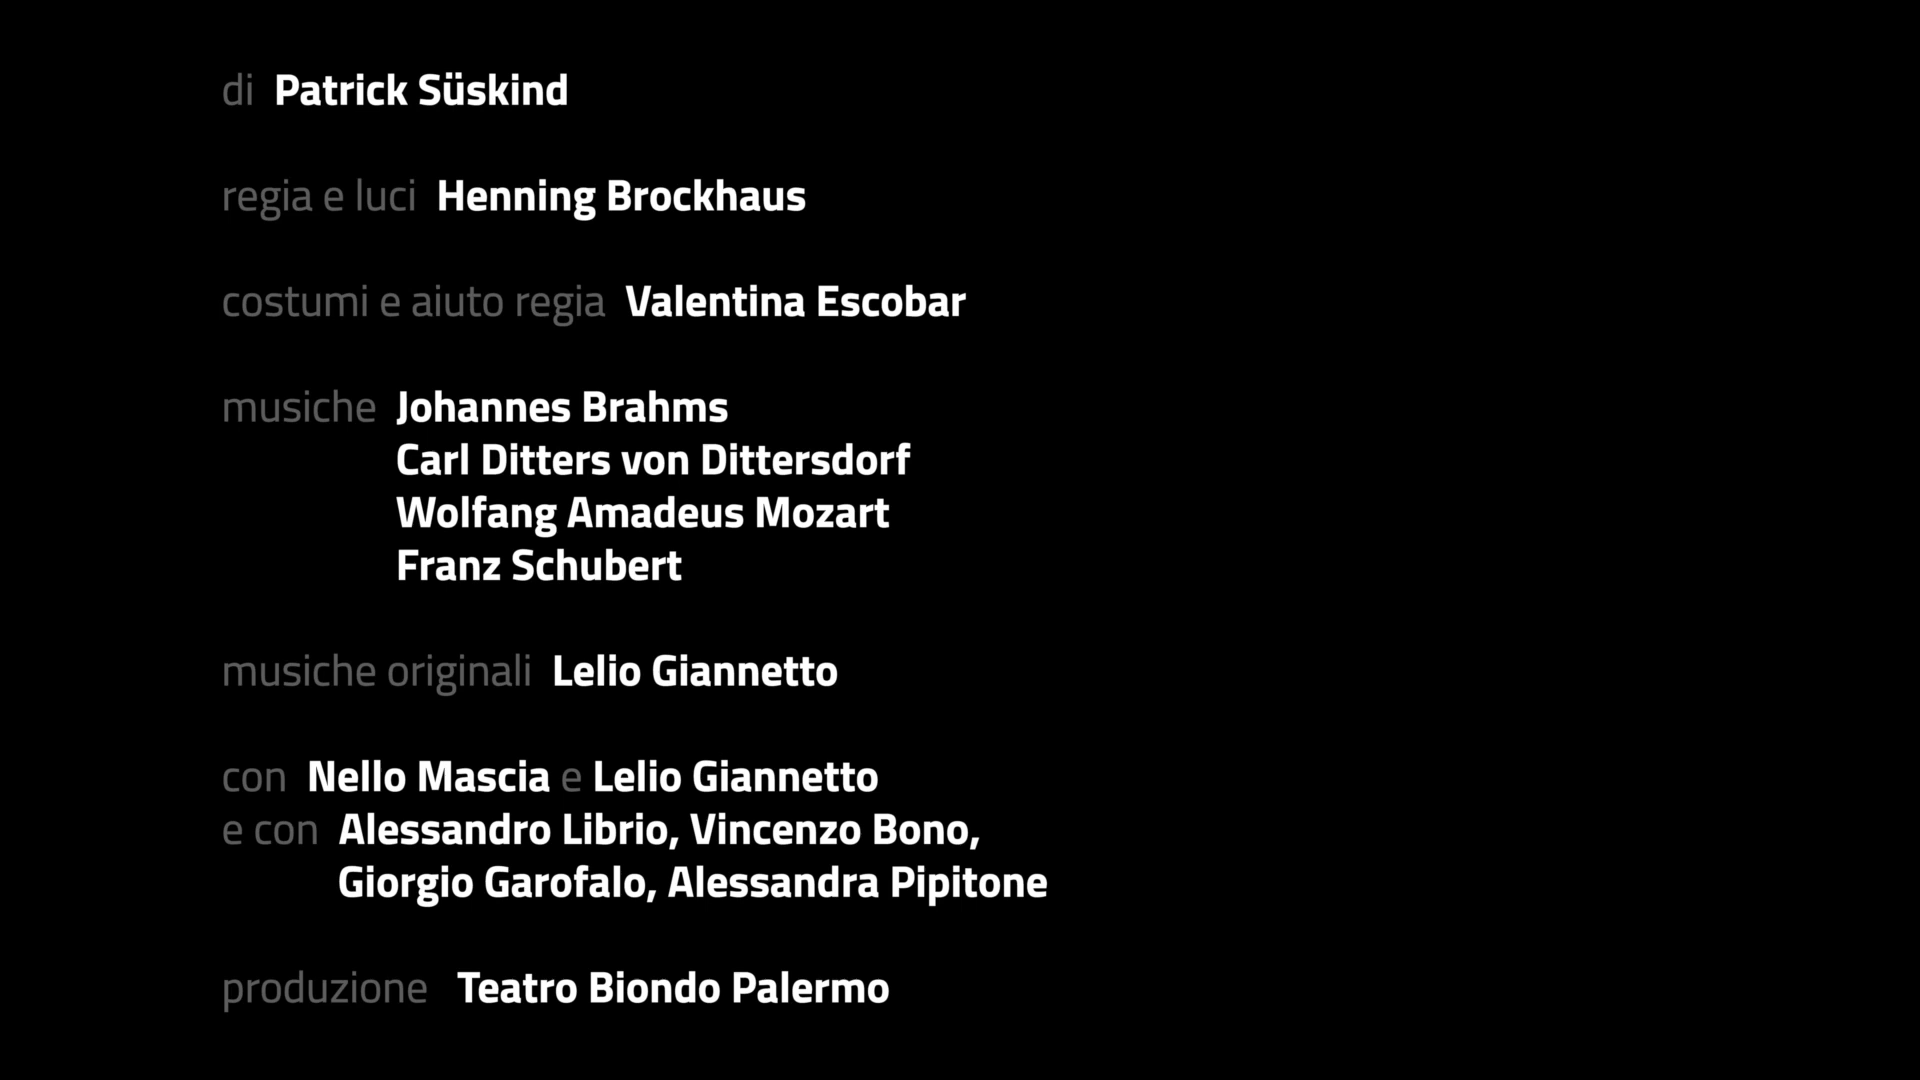 di Patrick Süskind
regia e luci Henning Brockhaus
costumi e aiuto regia Valentina Escobar
musiche Johannes Brahms
Carl Ditters von Dittersdorf
Wolfang Amadeus Mozart
Franz Schubert
musiche originali Lelio Giannetto
con Nello Mascia e Lelio Giannetto
e con Alessandro Librio, Vincenzo Bono,
Giorgio Garofalo, Alessandra Pipitone
produzione Teatro Biondo Palermo